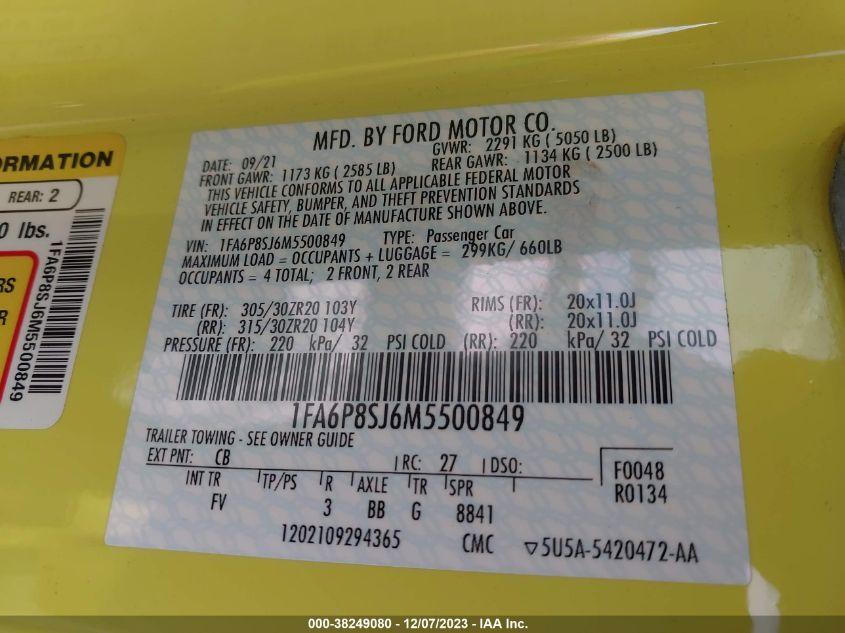 ORMATION
REAR: 2
0 lbs.
RS
R
1FA6P8SJ6M5500849
MFD. BY FORD MOTOR CO.
DATE: 09/21 GVWR: 2291 KG ( 5050 LB)
FRONT GAWR: 1173 KG ( 2585 LB) REAR GAWR: 1134 KG ( 2500 LB)
THIS VEHICLE CONFORMS TO ALL APPLICABLE FEDERAL MOTOR
VEHICLE SAFETY, BUMPER, AND THEFT PREVENTION STANDARDS
IN EFFECT ON THE DATE OF MANUFACTURE SHOWN ABOVE.
VIN: 1FA6P8SJ6M5500849 TYPE: Passenger Car
MAXIMUM LOAD = OCCUPANTS + LUGGAGE = 299KG/ 660LB
OCCUPANTS = 4 TOTAL; 2 FRONT, 2 REAR
TIRE (FR): 305/30ZR20 103Y RIMS (FR): 20x11.0J
(RR): 315/30ZR20 104Y (RR): 20x11.0J
PRESSURE (FR): 220 kPa/ 32 PSI COLD (RR): 220 kPa/ 32 PSI COLD
1FA6P8SJ6M5500849
TRAILER TOWING - SEE OWNER GUIDE
EXT PNT: CB RC: 27 DSO: F0048
INT TR TP/PS R AXLE TR SPR R0134
FV 3 BB G 8841
1202109294365 CMC ▽5U5A-5420472-AA
000-38249080 - 12/07/2023 - IAA Inc.